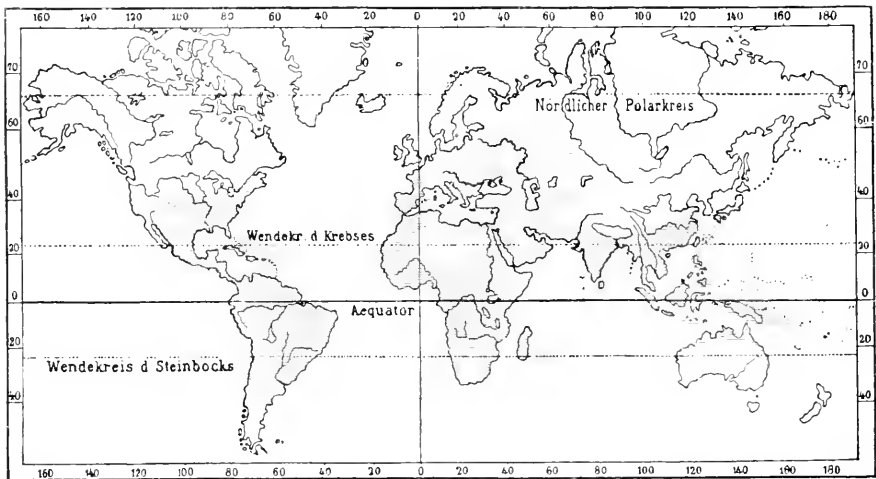 160 140 120 100 80 60 40 20 0 20 40 60 80 100 120 140 160 180
70 70
Nördlicher Polarkreis
60 60
40 40
Wendekr. d Krebses
20 20
0 0
Aequator
20 20
Wendekreis d Steinbocks
40 40
160 140 120 100 80 60 40 20 0 20 40 60 80 100 120 140 160 180